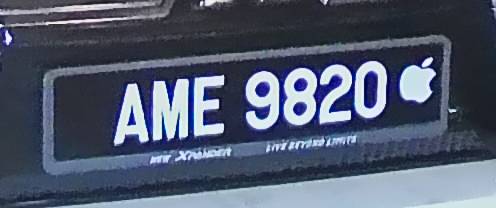 AME 9820
NEW XPANDER LIVE BEYOND LIMITS